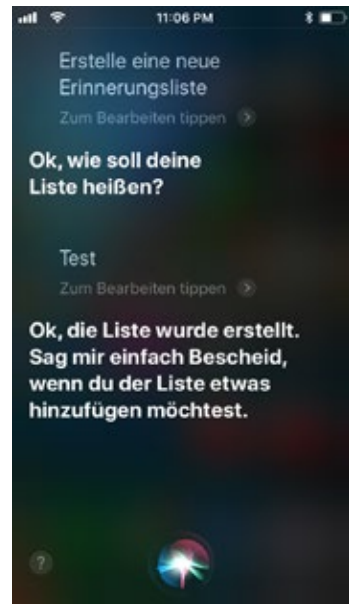 11:06 PM
Erstelle eine neue
Erinnerungsliste
Zum Bearbeiten tippen
Ok, wie soll deine
Liste heißen?
Test
Zum Bearbeiten tippen
Ok, die Liste wurde erstellt.
Sag mir einfach Bescheid,
wenn du der Liste etwas
hinzufügen möchtest.
?